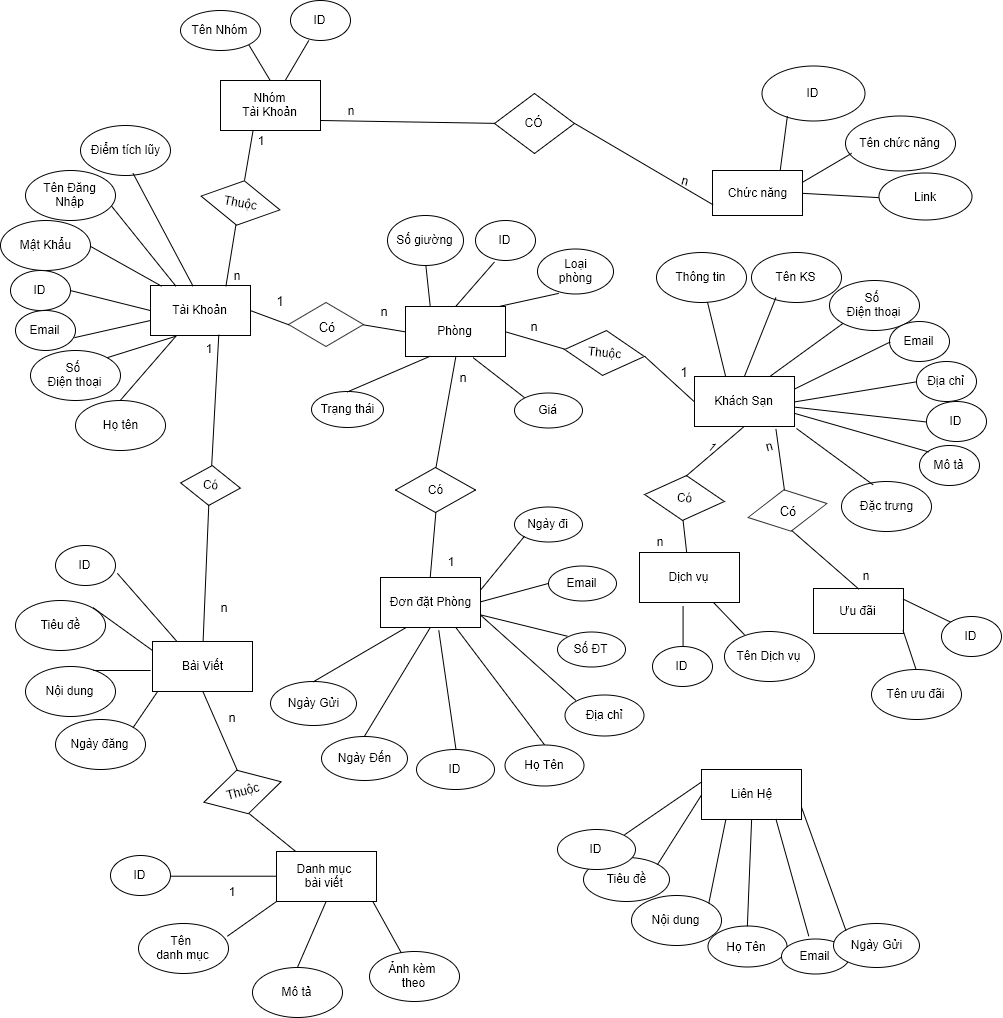 ID
Tên Nhóm
Nhóm
Tài Khoản
n
CÓ
n
ID
Tên chức năng
Link
Chức năng
1
Thuộc
n
Điểm tích lũy
Tên Đăng
Nhập
Mật Khẩu
ID
Email
Số
Điện thoại
Họ tên
Tài Khoản
1
Có
n
Số giường
ID
Loại
phòng
Phòng
Trạng thái
Giá
n
Thuộc
1
Thông tin
Tên KS
Số
Điện thoại
Email
Địa chỉ
ID
Mô tả
Đặc trưng
Khách Sạn
1
Có
n
n
Có
1
1
Có
n
n
Có
n
Dịch vụ
ID
Tên Dịch vụ
Ưu đãi
ID
Tên ưu đãi
Ngày đi
Email
Số ĐT
Địa chỉ
Họ Tên
ID
Ngày Đến
Ngày Gửi
Đơn đặt Phòng
ID
Tiêu đề
Nội dung
Ngày đăng
Bài Viết
n
Thuộc
1
Danh mục
bài viết
ID
Tên
danh mục
Mô tả
Ảnh kèm
theo
Liên Hệ
ID
Tiêu đề
Nội dung
Họ Tên
Email
Ngày Gửi